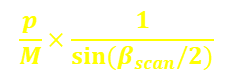 p/M × 1/sin(β_scan/2)